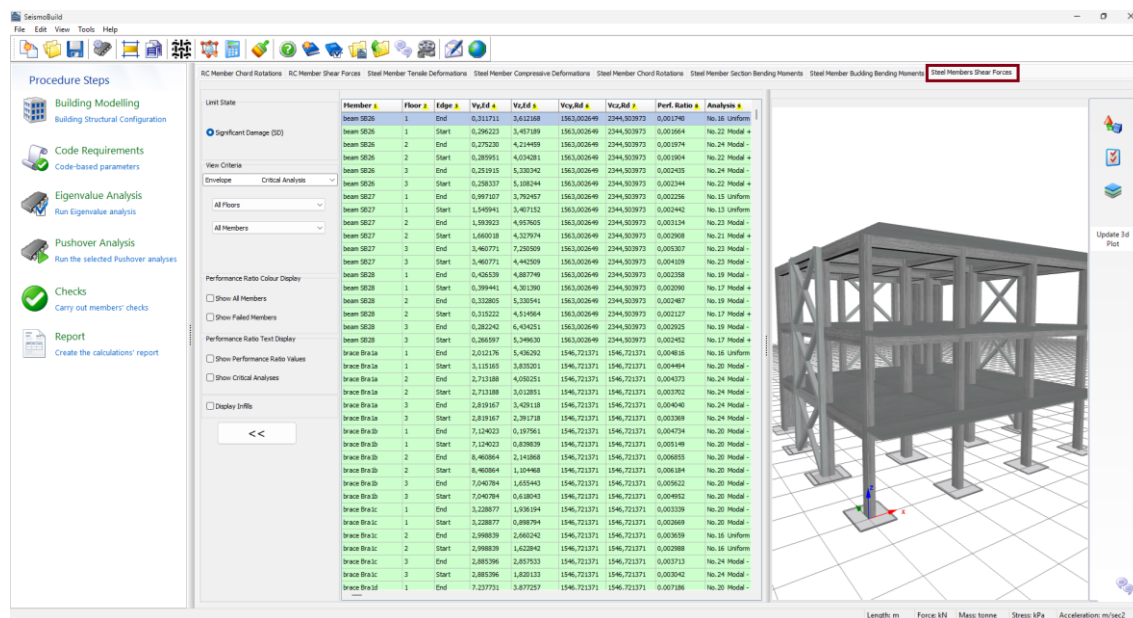 SeismoBuild
File Edit View Tools Help
Procedure Steps
Building Modelling
Building Structural Configuration
Code Requirements
Code-based parameters
Eigenvalue Analysis
Run Eigenvalue analysis
Pushover Analysis
Run the selected Pushover analyses
Checks
Carry out members' checks
Report
Create the calculations' report
RC Member Chord Rotations RC Member Shear Forces Steel Member Tensile Deformations Steel Member Compressive Deformations Steel Member Chord Rotations Steel Member Section Bending Moments Steel Member Buckling Bending Moments Steel Members Shear Forces
Limit State
Significant Damage (SD)
View Criteria
Envelope Critical Analysis
All Floors
All Members
Performance Ratio Colour Display
Show All Members
Show Failed Members
Performance Ratio Text Display
Show Performance Ratio Values
Show Critical Analyses
Display Infills
<<
Member 1 Floor 2 Edge 3 Vy,Ed 4 Vz,Ed 5 Vcy,Rd 6 Vcz,Rd 7 Perf. Ratio 8 Analysis 9
beam SB26 1 End 0,311711 3,612168 1563,002649 2344,503973 0,001740 No.16 Uniform
beam SB26 1 Start 0,296223 3,457189 1563,002649 2344,503973 0,001664 No.22 Modal +
beam SB26 2 End 0,275230 4,214459 1563,002649 2344,503973 0,001974 No.24 Modal -
beam SB26 2 Start 0,285951 4,034281 1563,002649 2344,503973 0,001904 No.22 Modal +
beam SB26 3 End 0,251915 5,330342 1563,002649 2344,503973 0,002435 No.24 Modal -
beam SB26 3 Start 0,258337 5,108244 1563,002649 2344,503973 0,002344 No.22 Modal +
beam SB27 1 End 0,997107 3,792457 1563,002649 2344,503973 0,002256 No.15 Uniform
beam SB27 1 Start 1,545941 3,407152 1563,002649 2344,503973 0,002442 No.13 Uniform
beam SB27 2 End 1,593923 4,957605 1563,002649 2344,503973 0,003134 No.23 Modal -
beam SB27 2 Start 1,660018 4,327974 1563,002649 2344,503973 0,002908 No.21 Modal +
beam SB27 3 End 3,460771 7,250509 1563,002649 2344,503973 0,005307 No.23 Modal -
beam SB27 3 Start 3,460771 4,442509 1563,002649 2344,503973 0,004109 No.23 Modal -
beam SB28 1 End 0,426539 4,887749 1563,002649 2344,503973 0,002358 No.19 Modal -
beam SB28 1 Start 0,399441 4,301390 1563,002649 2344,503973 0,002090 No.17 Modal +
beam SB28 2 End 0,332805 5,330541 1563,002649 2344,503973 0,002487 No.19 Modal -
beam SB28 2 Start 0,315222 4,514564 1563,002649 2344,503973 0,002127 No.17 Modal +
beam SB28 3 End 0,282242 6,434251 1563,002649 2344,503973 0,002925 No.19 Modal -
beam SB28 3 Start 0,266597 5,349630 1563,002649 2344,503973 0,002452 No.17 Modal +
brace Bra1a 1 End 2,012176 5,436292 1546,721371 1546,721371 0,004816 No.16 Uniform
brace Bra1a 1 Start 3,115165 3,835201 1546,721371 1546,721371 0,004494 No.20 Modal -
brace Bra1a 2 End 2,713188 4,050251 1546,721371 1546,721371 0,004373 No.24 Modal -
brace Bra1a 2 Start 2,713188 3,012851 1546,721371 1546,721371 0,003702 No.24 Modal -
brace Bra1a 3 End 2,819167 3,429118 1546,721371 1546,721371 0,004040 No.24 Modal -
brace Bra1a 3 Start 2,819167 2,391718 1546,721371 1546,721371 0,003369 No.24 Modal -
brace Bra1b 1 End 7,124023 0,197561 1546,721371 1546,721371 0,004734 No.20 Modal -
brace Bra1b 1 Start 7,124023 0,839839 1546,721371 1546,721371 0,005149 No.20 Modal -
brace Bra1b 2 End 8,460864 2,141868 1546,721371 1546,721371 0,006855 No.20 Modal -
brace Bra1b 2 Start 8,460864 1,104468 1546,721371 1546,721371 0,006184 No.20 Modal -
brace Bra1b 3 End 7,040784 1,655443 1546,721371 1546,721371 0,005622 No.20 Modal -
brace Bra1b 3 Start 7,040784 0,618043 1546,721371 1546,721371 0,004952 No.20 Modal -
brace Bra1c 1 End 3,228877 1,936194 1546,721371 1546,721371 0,003339 No.20 Modal -
brace Bra1c 1 Start 3,228877 0,898794 1546,721371 1546,721371 0,002669 No.20 Modal -
brace Bra1c 2 End 2,998839 2,660242 1546,721371 1546,721371 0,003659 No.16 Uniform
brace Bra1c 2 Start 2,998839 1,622842 1546,721371 1546,721371 0,002988 No.16 Uniform
brace Bra1c 3 End 2,885396 2,857533 1546,721371 1546,721371 0,003713 No.24 Modal -
brace Bra1c 3 Start 2,885396 1,820133 1546,721371 1546,721371 0,003042 No.24 Modal -
brace Bra1d 1 End 7,237731 3,877257 1546,721371 1546,721371 0,007186 No.20 Modal -
Update 3d
Plot
z
x
Length: m Force: kN Mass: tonne Stress: kPa Acceleration: m/sec2